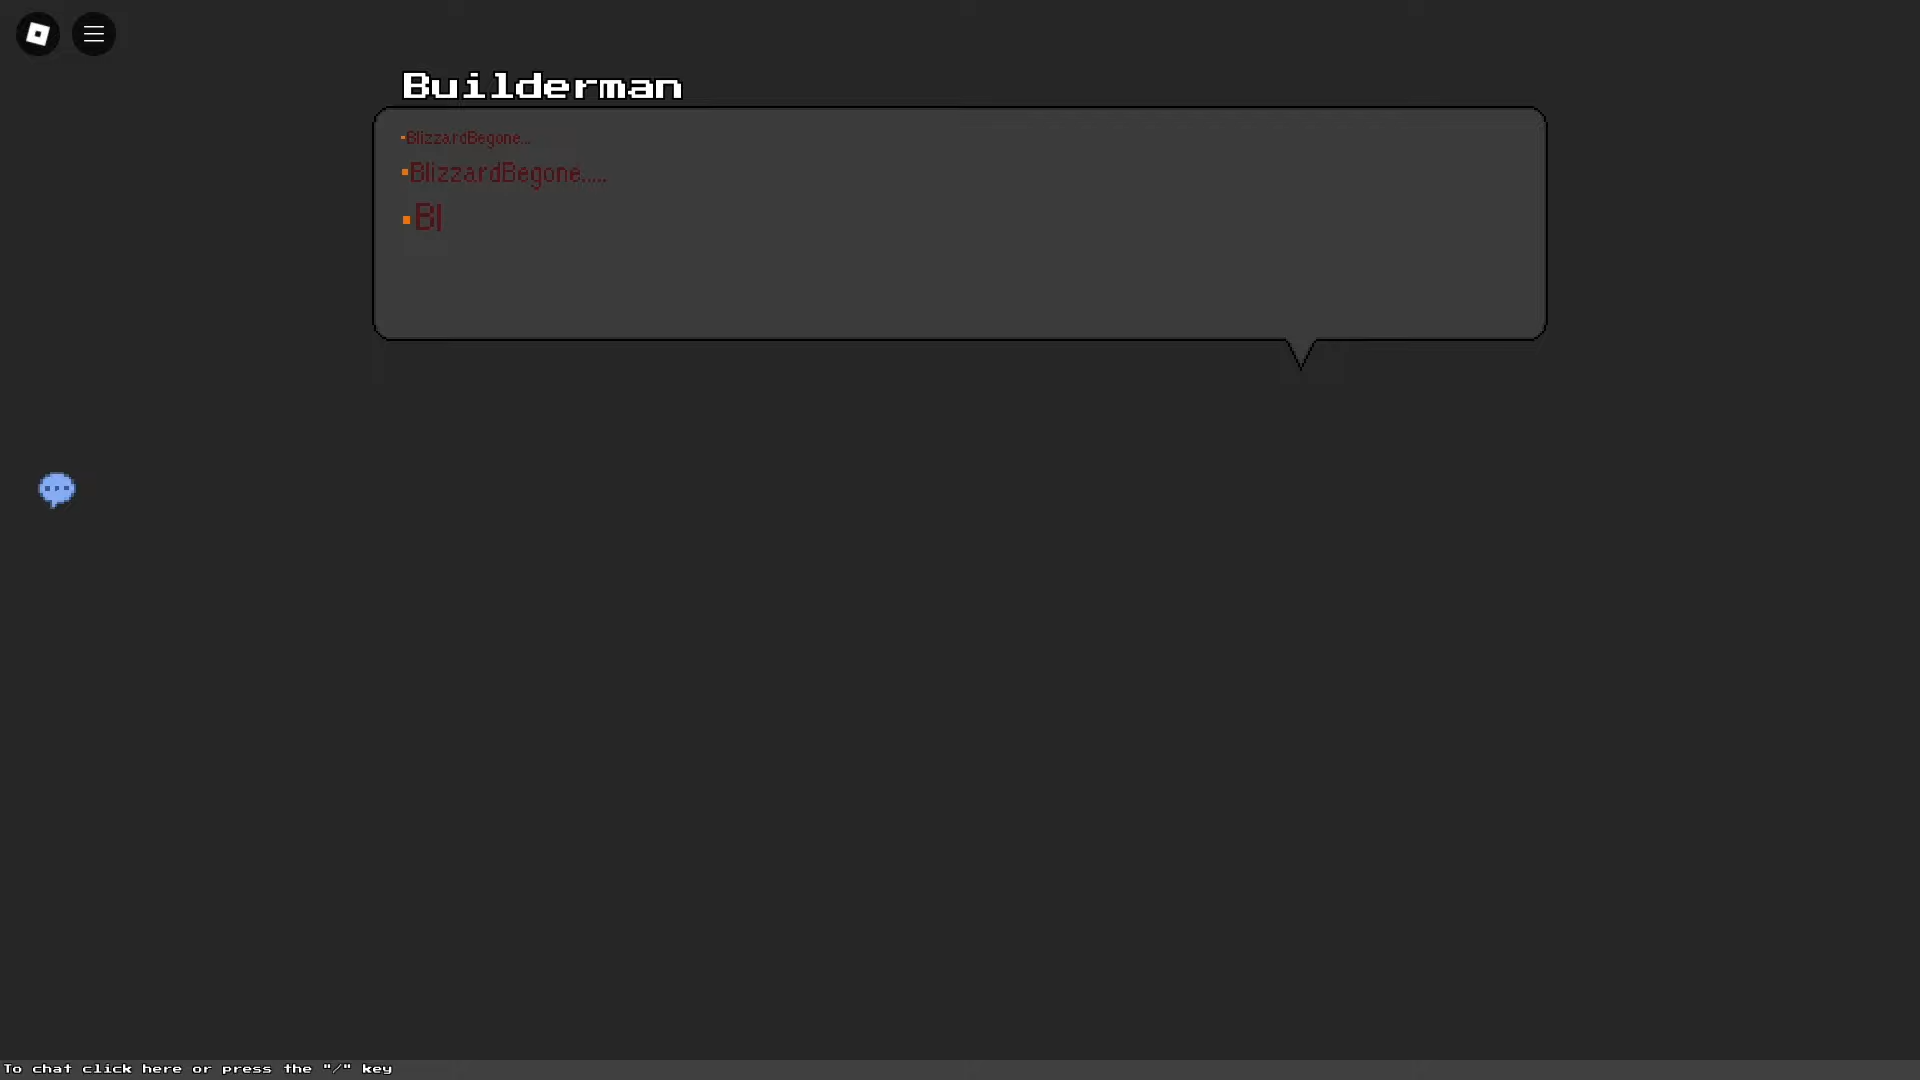 Builderman
BlizzardBegone...
BlizzardBegone.....
Bl
To chat click here or press the "/" key